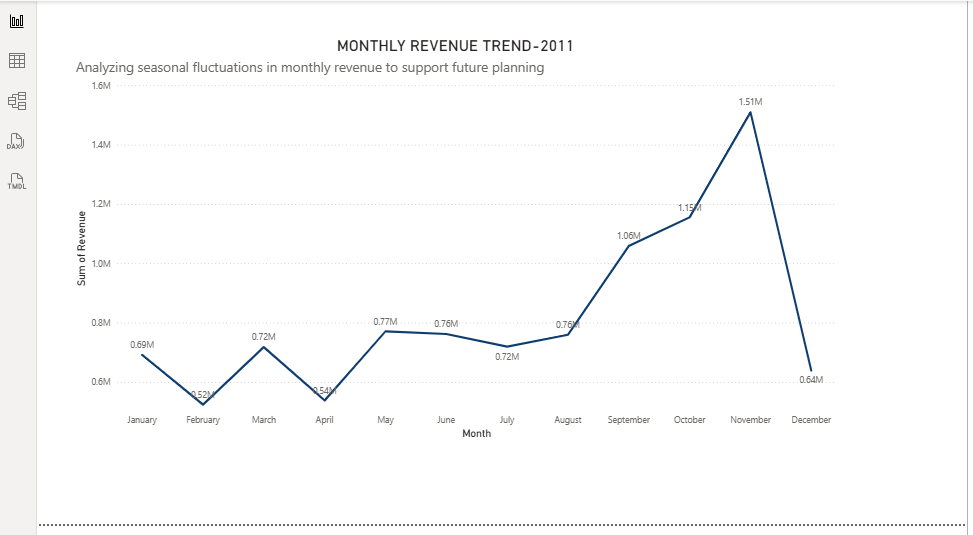 MONTHLY REVENUE TREND-2011
Analyzing seasonal fluctuations in monthly revenue to support future planning
1.6M
1.51M
1.4M
1.2M
1.15M
1.06M
Sum of Revenue
1.0M
0.8M
0.77M 0.76M 0.76M
0.69M 0.72M 0.72M
0.6M
0.64M
0.52M 0.54M
January February March April May June July August September October November December
Month
DAX
TMDL